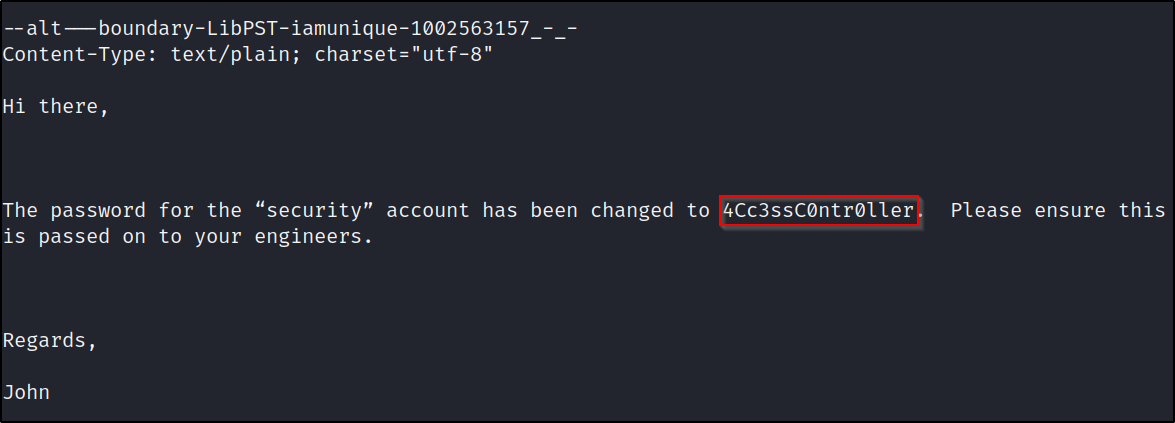 --alt---boundary-LibPST-iamunique-1002563157_-_-
Content-Type: text/plain; charset="utf-8"
Hi there,
The password for the “security” account has been changed to 4Cc3ssC0ntr0ller.  Please ensure this
is passed on to your engineers.
Regards,
John